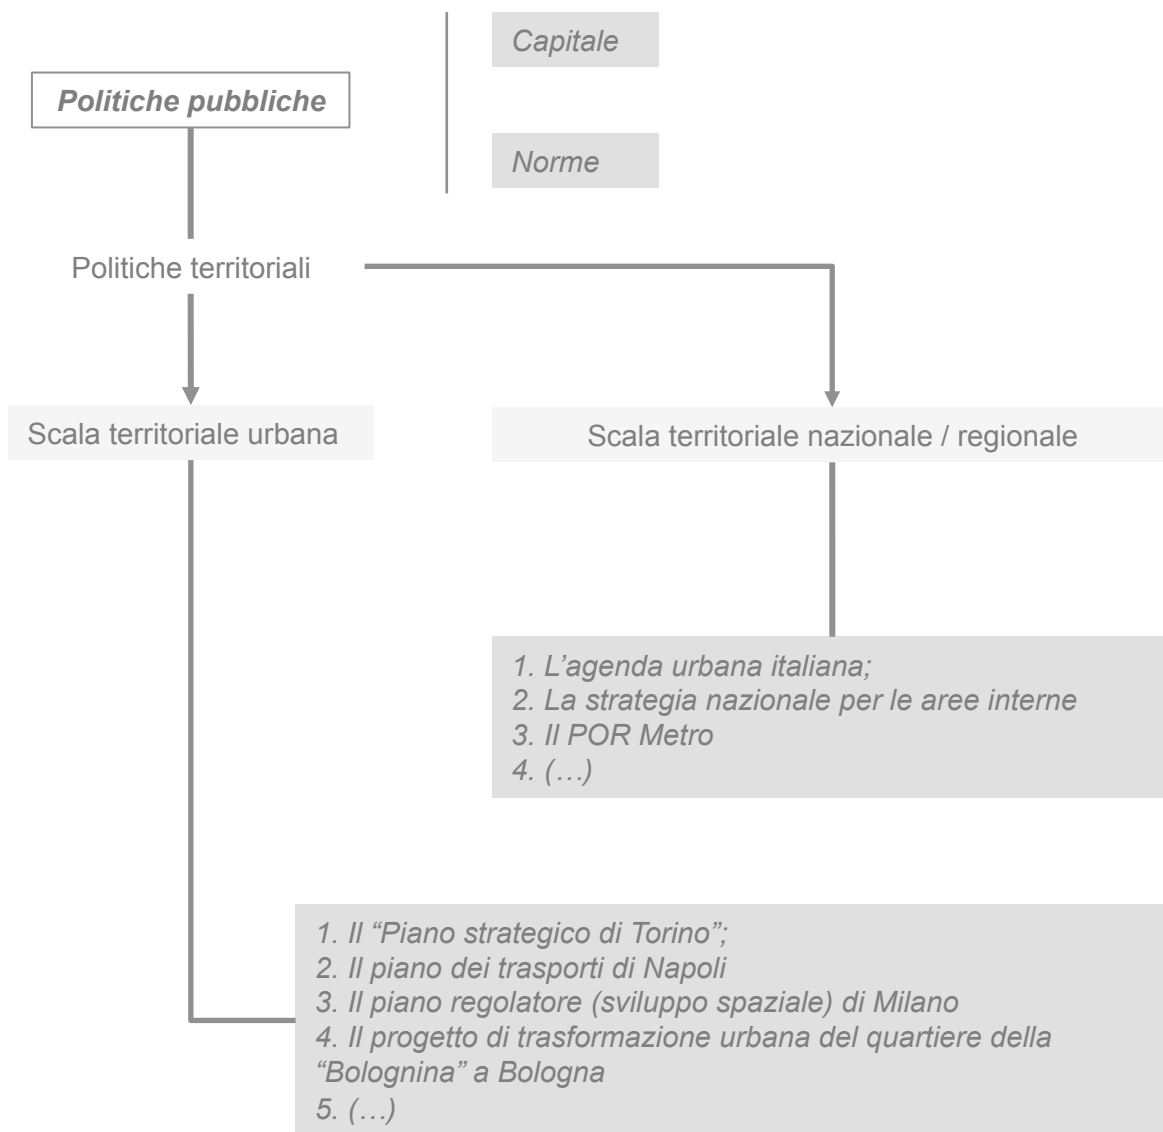 Capitale
Politiche pubbliche
Norme
Politiche territoriali
Scala territoriale urbana
Scala territoriale nazionale / regionale
1. L’agenda urbana italiana;
2. La strategia nazionale per le aree interne
3. Il POR Metro
4. (…)
1. Il “Piano strategico di Torino”;
2. Il piano dei trasporti di Napoli
3. Il piano regolatore (sviluppo spaziale) di Milano
4. Il progetto di trasformazione urbana del quartiere della
“Bolognina” a Bologna
5. (…)